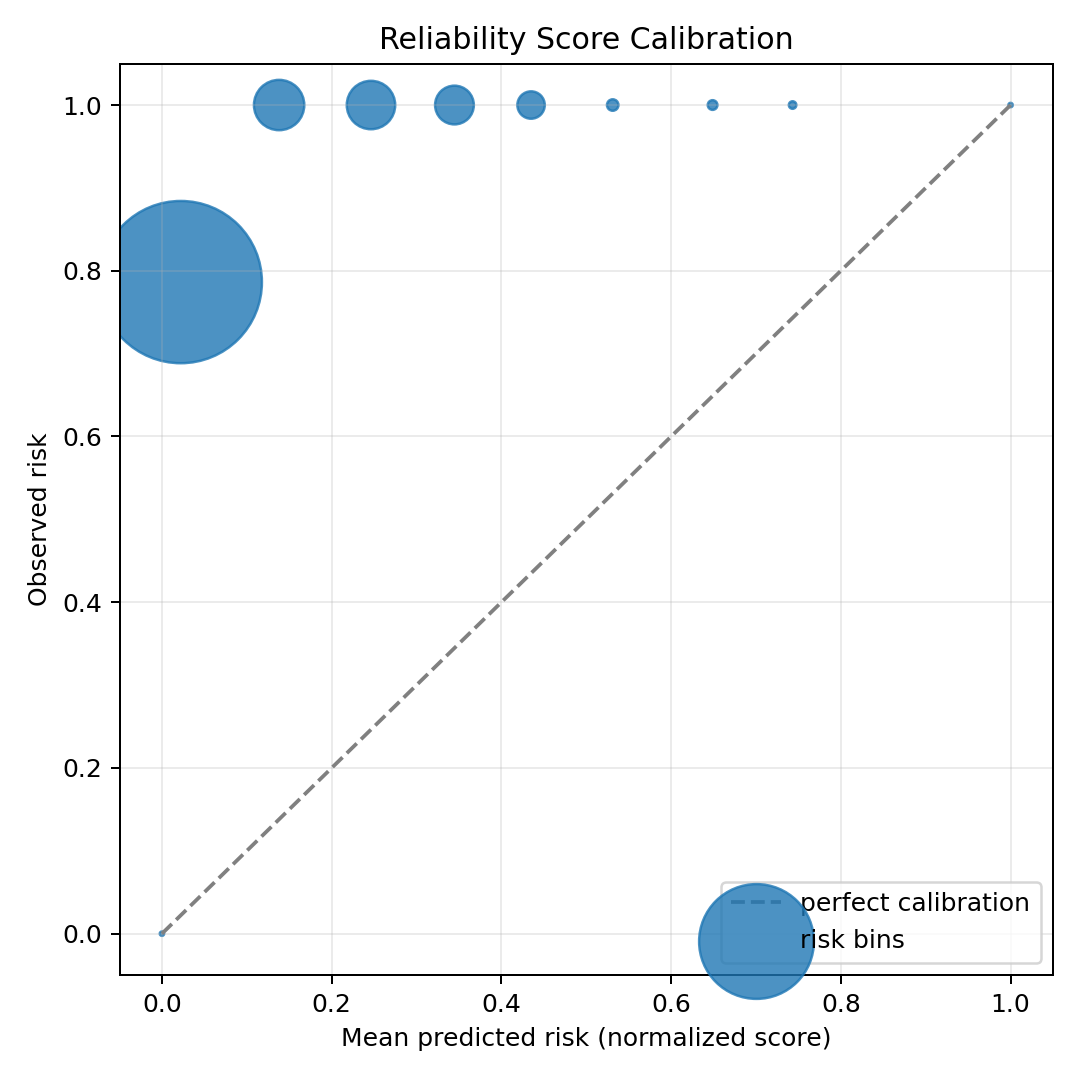 Reliability Score Calibration
1.0
0.8
0.6
0.4
0.2
0.0
Observed risk
perfect calibration
risk bins
0.0 0.2 0.4 0.6 0.8 1.0
Mean predicted risk (normalized score)